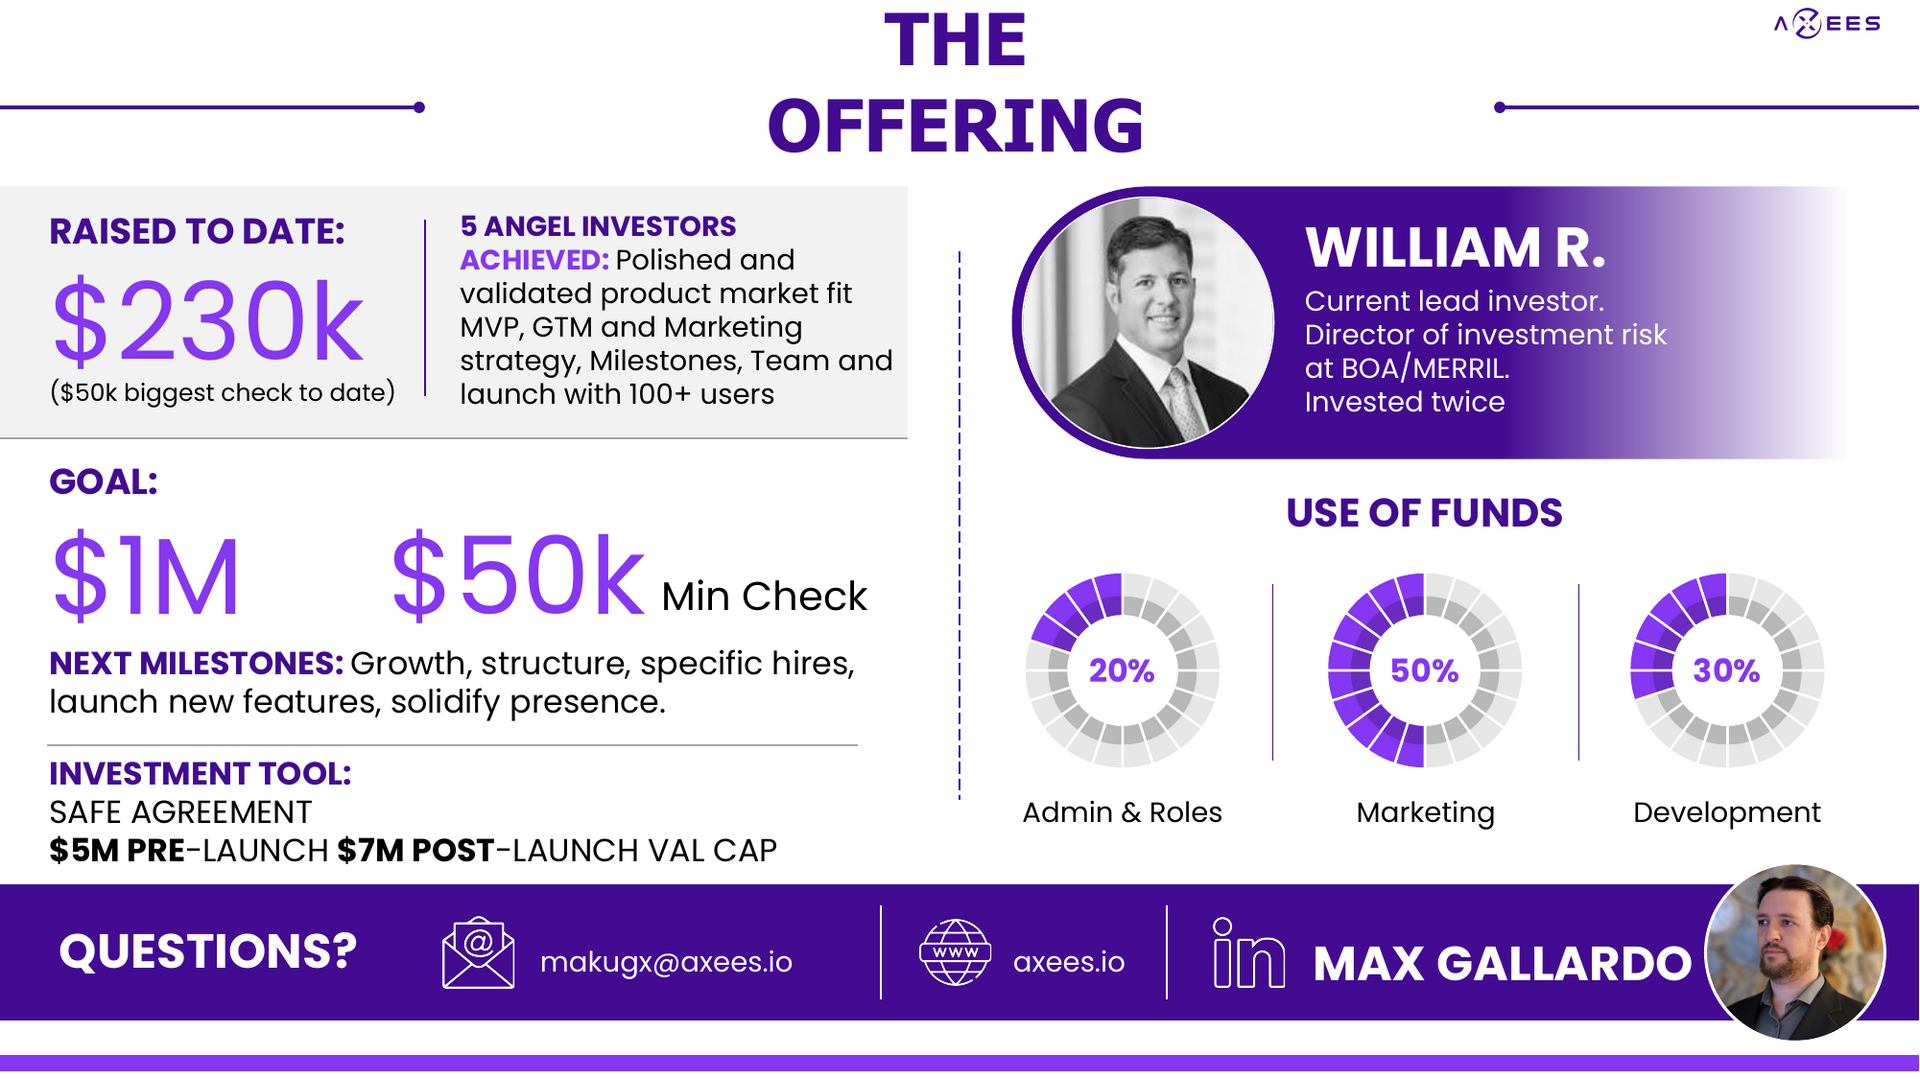 THE
OFFERING
AXEES
RAISED TO DATE:
$230k
($50k biggest check to date)
5 ANGEL INVESTORS
ACHIEVED: Polished and
validated product market fit
MVP, GTM and Marketing
strategy, Milestones, Team and
launch with 100+ users
GOAL:
$1M
$50k Min Check
NEXT MILESTONES: Growth, structure, specific hires,
launch new features, solidify presence.
INVESTMENT TOOL:
SAFE AGREEMENT
$5M PRE-LAUNCH $7M POST-LAUNCH VAL CAP
WILLIAM R.
Current lead investor.
Director of investment risk
at BOA/MERRIL.
Invested twice
USE OF FUNDS
20%
50%
30%
Admin & Roles
Marketing
Development
QUESTIONS?
@
makugx@axees.io
www
axees.io
in
MAX GALLARDO